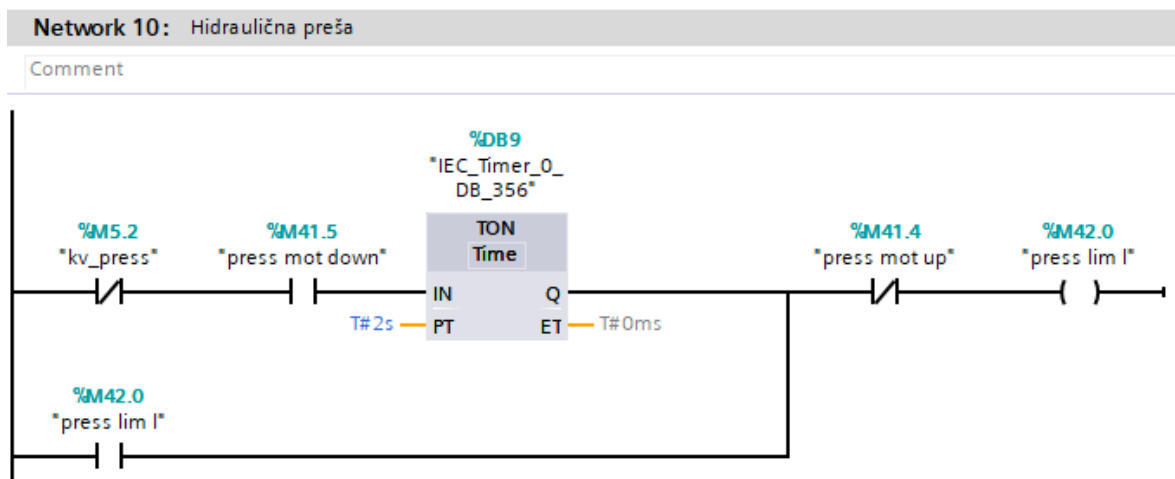 Network 10: Hidraulična preša
Comment
%DB9
"IEC_Timer_0_
DB_356"
%M5.2 %M41.5 TON %M41.4 %M42.0
"kv_press" "press mot down" Time "press mot up" "press lim l"
IN Q
T#2s PT ET T#0ms
%M42.0
"press lim l"